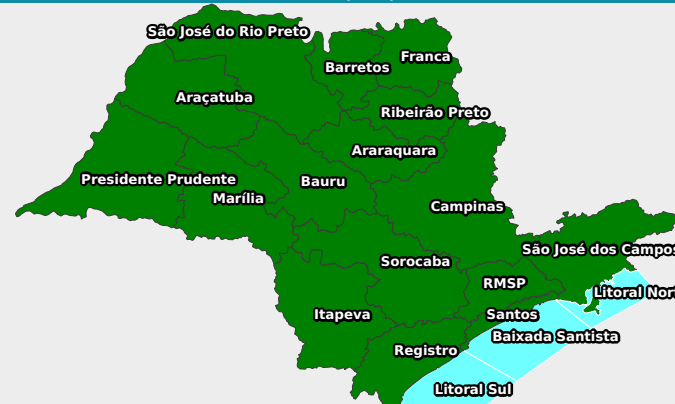 São José do Rio Preto
Franca
Barretos
Araçatuba
Ribeirão Preto
Araraquara
Presidente Prudente
Bauru
Marília
Campinas
São José dos Campos
Sorocaba
RMSP
Litoral Nort
Itapeva
Santos
Baixada Santista
Registro
Litoral Sul